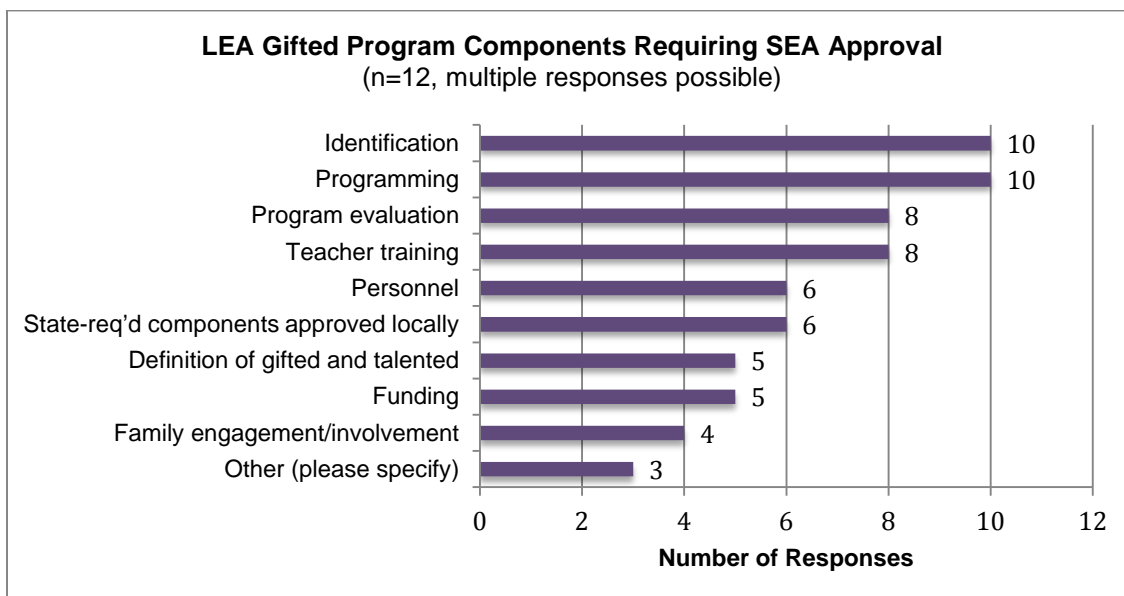 LEA Gifted Program Components Requiring SEA Approval
(n=12, multiple responses possible)
Identification 10
Programming 10
Program evaluation 8
Teacher training 8
Personnel 6
State-req'd components approved locally 6
Definition of gifted and talented 5
Funding 5
Family engagement/involvement 4
Other (please specify) 3
0 2 4 6 8 10 12
Number of Responses